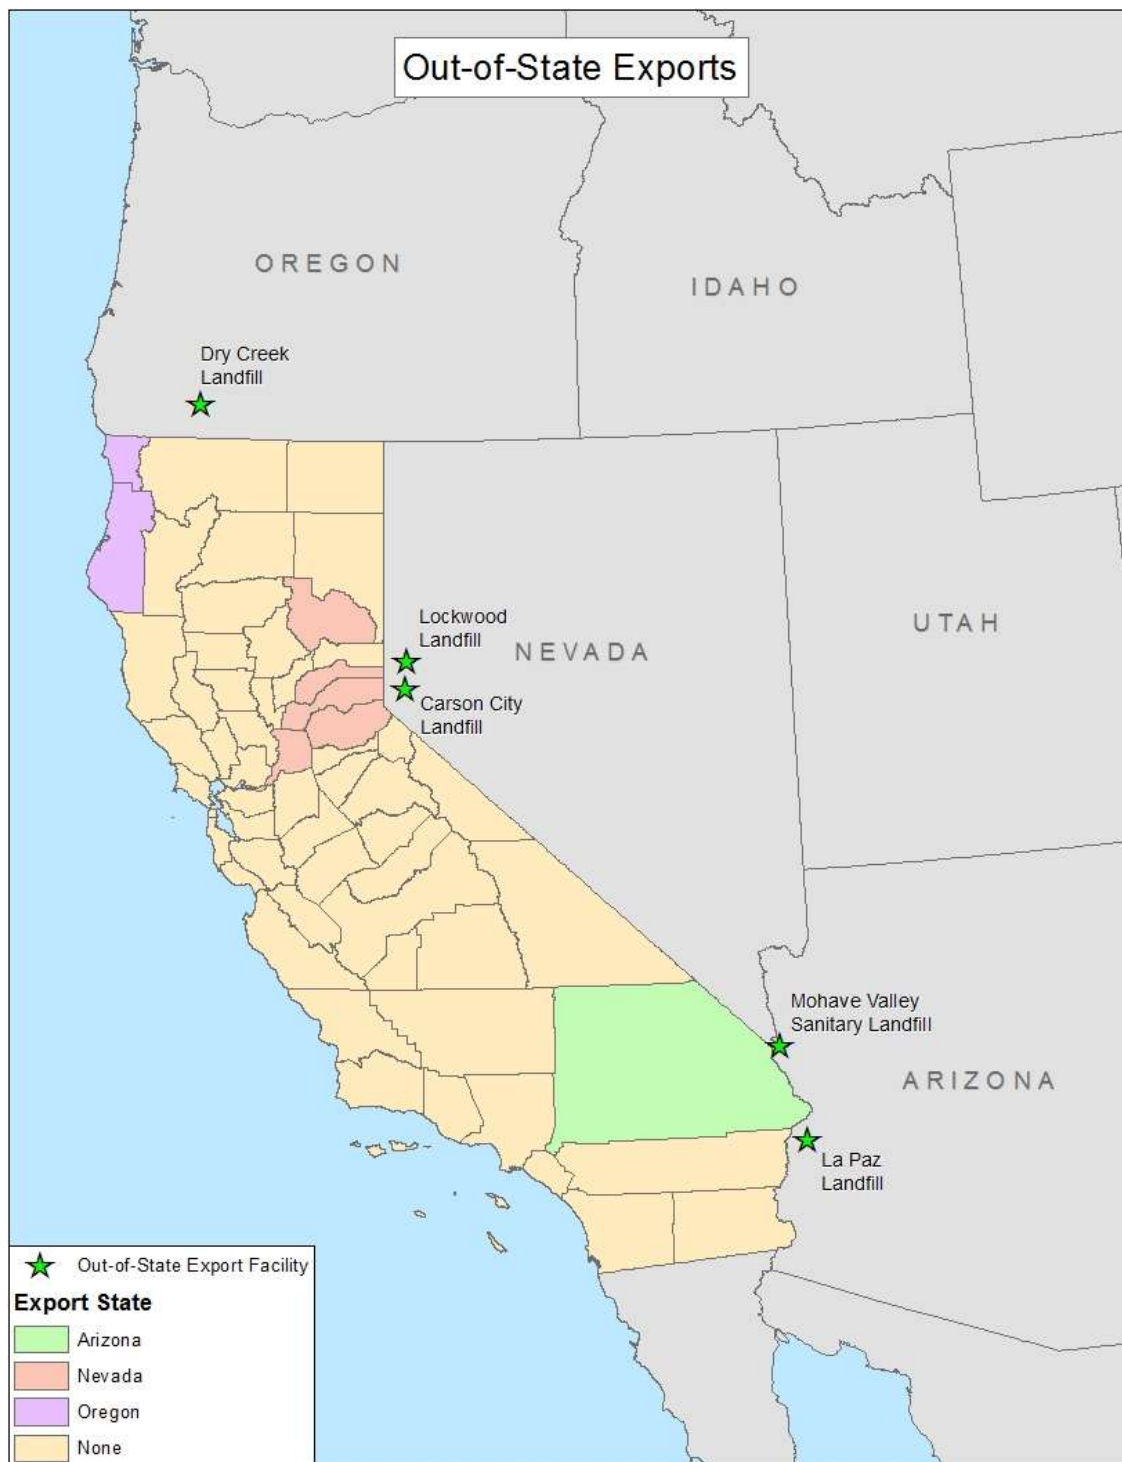 Out-of-State Exports
OREGON
IDAHO
Dry Creek
Landfill
Lockwood
Landfill
NEVADA
UTAH
Carson City
Landfill
Mohave Valley
Sanitary Landfill
ARIZONA
La Paz
Landfill
Out-of-State Export Facility
Export State
Arizona
Nevada
Oregon
None